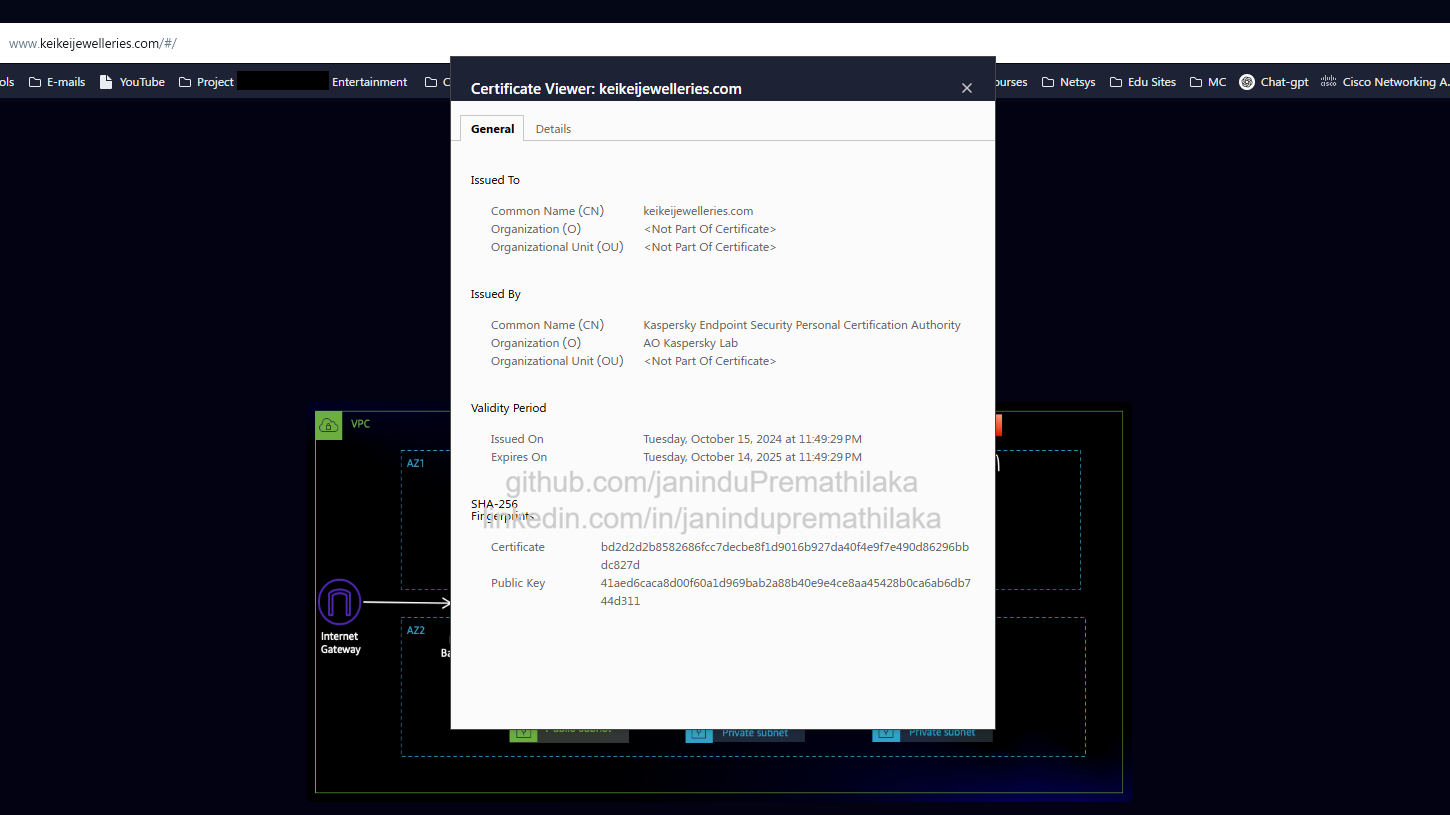 www.keikeijewelleries.com/#/
ols E-mails YouTube Project Entertainment C ourses Netsys Edu Sites MC Chat-gpt Cisco Networking A.
Certificate Viewer: keikeijewelleries.com
General Details
Issued To
Common Name (CN) keikeijewelleries.com
Organization (O) <Not Part Of Certificate>
Organizational Unit (OU) <Not Part Of Certificate>
Issued By
Common Name (CN) Kaspersky Endpoint Security Personal Certification Authority
Organization (O) AO Kaspersky Lab
Organizational Unit (OU) <Not Part Of Certificate>
Validity Period
VPC
Issued On Tuesday, October 15, 2024 at 11:49:29 PM
Expires On Tuesday, October 14, 2025 at 11:49:29 PM
AZ1
github.com/janinduPremathilaka
SHA-256
Fingerprints
linkedin.com/in/janindupremathilaka
Certificate bd2d2d2b8582686fcc7decbe8f1d9016b927da40f4e9f7e490d86296bb
dc827d
Public Key 41aed6caca8d00f60a1d969bab2a88b40e9e4ce8aa45428b0ca6ab6db7
44d311
Internet
Gateway
AZ2
Ba
Public subnet Private subnet Private subnet